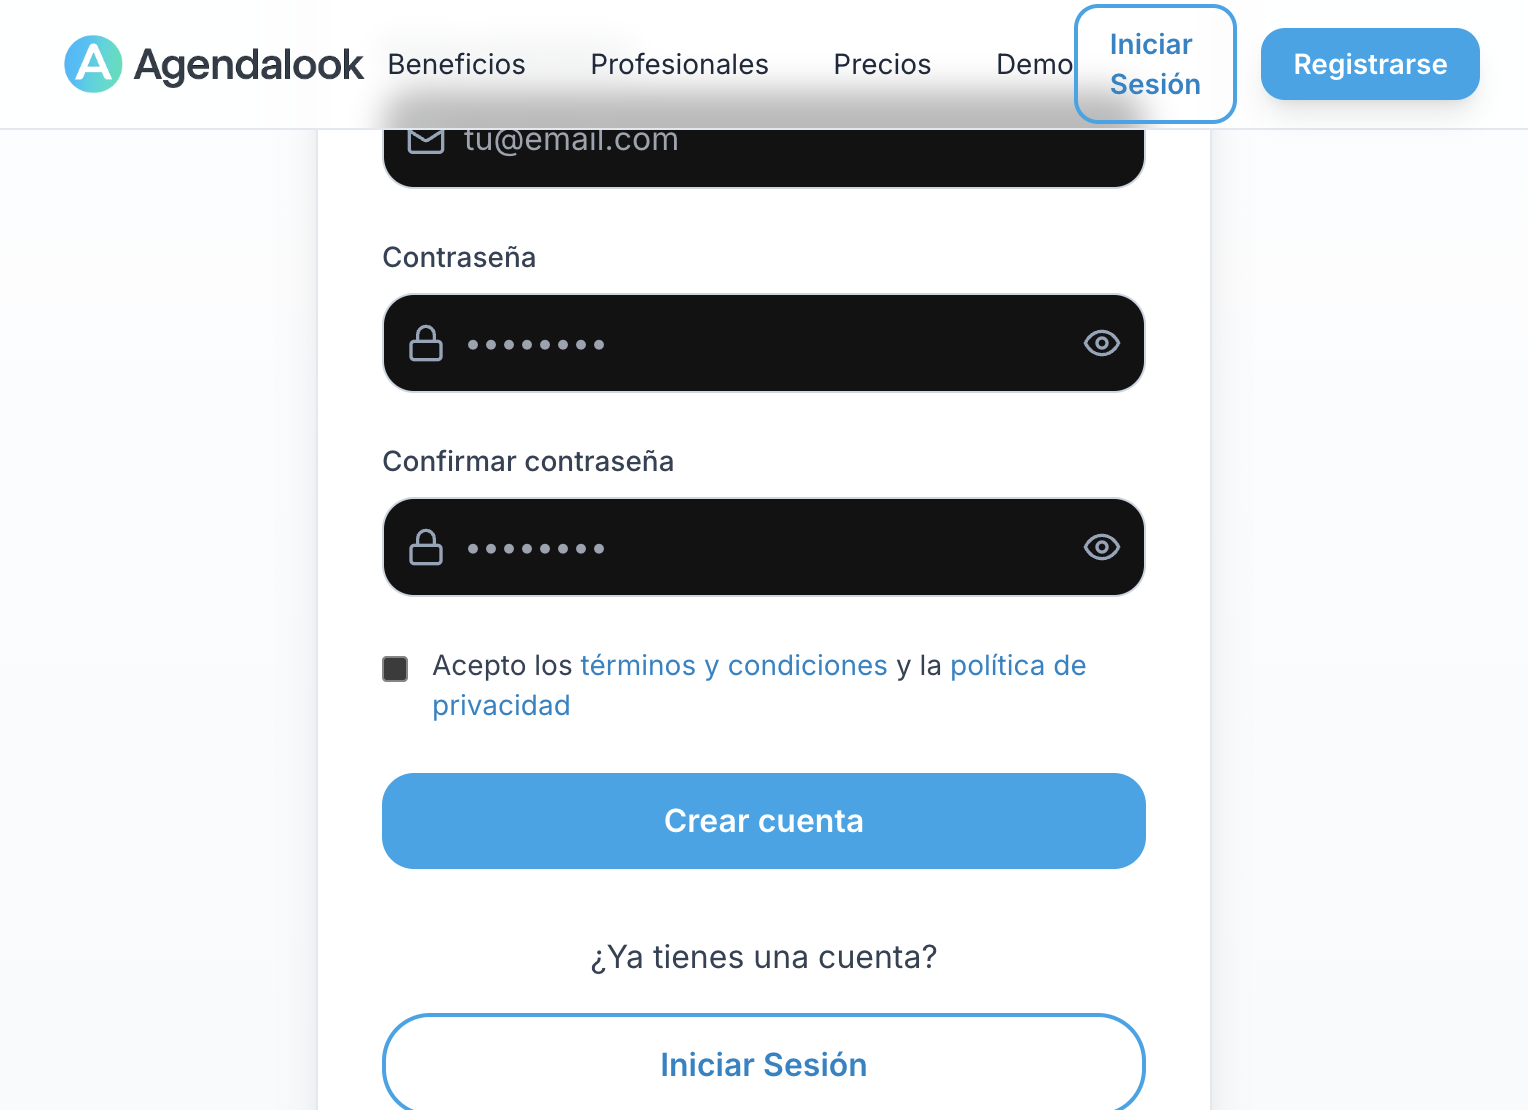 Agendalook Beneficios Profesionales Precios Demo Iniciar Sesión Registrarse
tu@email.com
Contraseña
••••••••
Confirmar contraseña
••••••••
Acepto los términos y condiciones y la política de
privacidad
Crear cuenta
¿Ya tienes una cuenta?
Iniciar Sesión